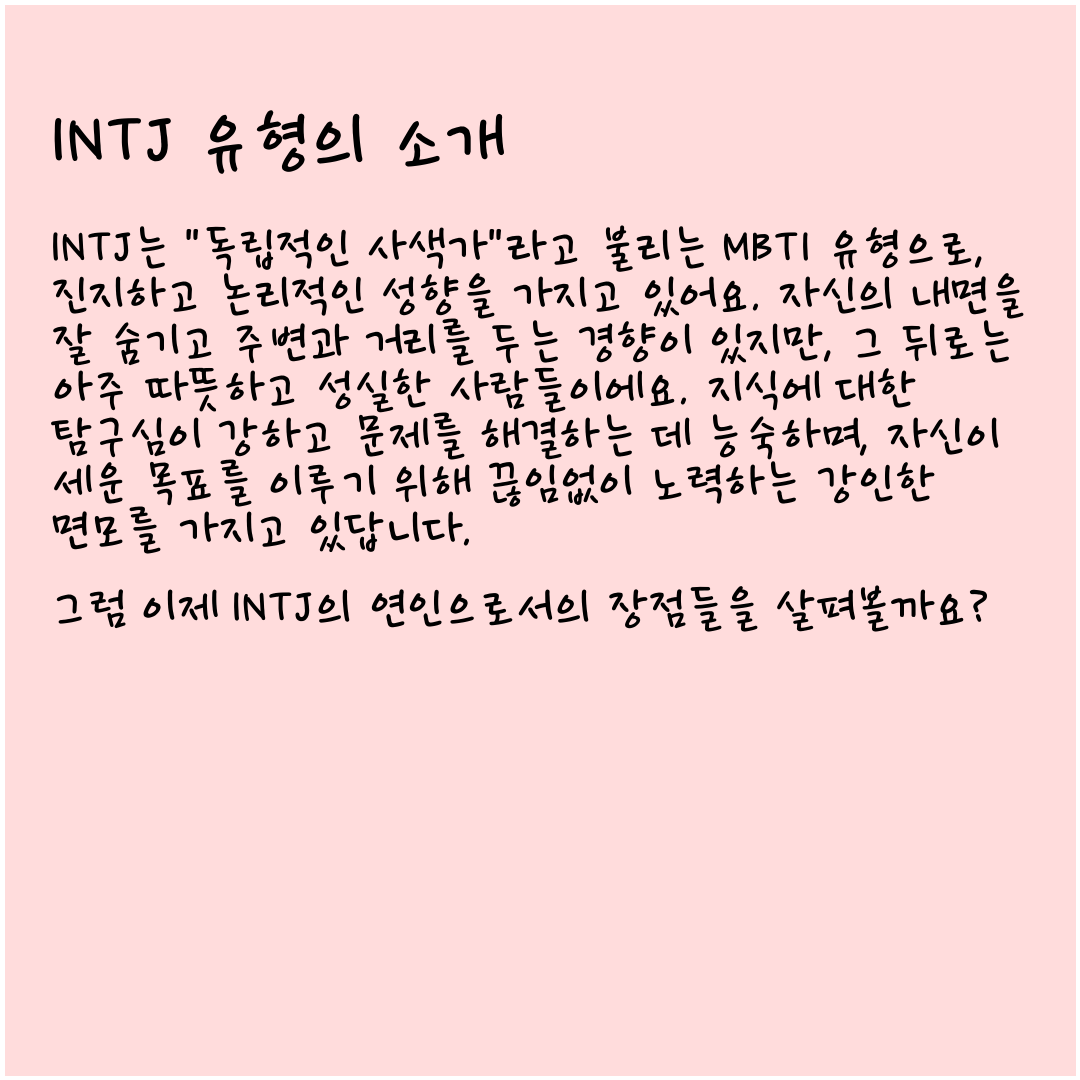 INTJ 유형의 소개
INTJ는 "독립적인 사색가"라고 불리는 MBTI 유형으로,
진지하고 논리적인 성향을 가지고 있어요. 자신의 내면을
잘 숨기고 주변과 거리를 두는 경향이 있지만, 그 뒤로는
아주 따뜻하고 성실한 사람들이에요. 지식에 대한
탐구심이 강하고 문제를 해결하는 데 능숙하며, 자신이
세운 목표를 이루기 위해 끊임없이 노력하는 강인한
면모를 가지고 있답니다.
그럼 이제 INTJ의 연인으로서의 장점들을 살펴볼까요?